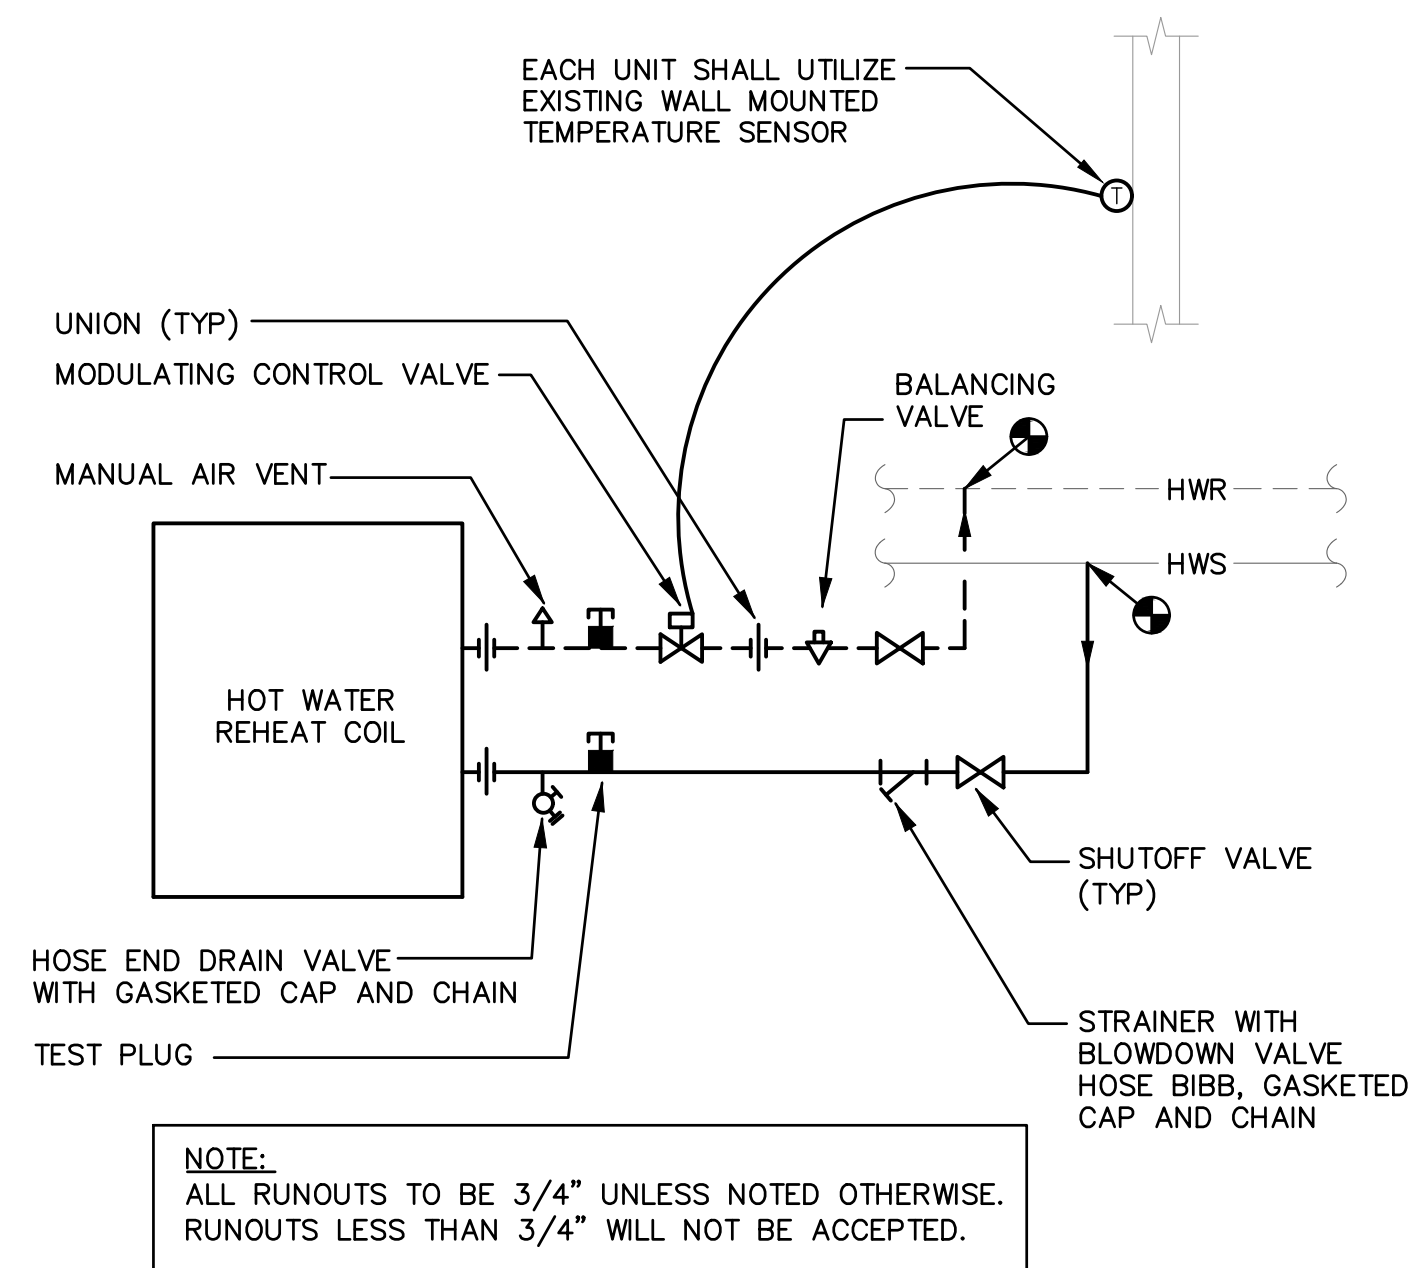 EACH UNIT SHALL UTILIZE
EXISTING WALL MOUNTED
TEMPERATURE SENSOR
T
UNION (TYP)
MODULATING CONTROL VALVE
BALANCING
VALVE
MANUAL AIR VENT
HWR
HWS
HOT WATER
REHEAT COIL
SHUTOFF VALVE
(TYP)
HOSE END DRAIN VALVE
WITH GASKETED CAP AND CHAIN
TEST PLUG
STRAINER WITH
BLOWDOWN VALVE
HOSE BIBB, GASKETED
CAP AND CHAIN
NOTE:
ALL RUNOUTS TO BE 3/4" UNLESS NOTED OTHERWISE.
RUNOUTS LESS THAN 3/4" WILL NOT BE ACCEPTED.